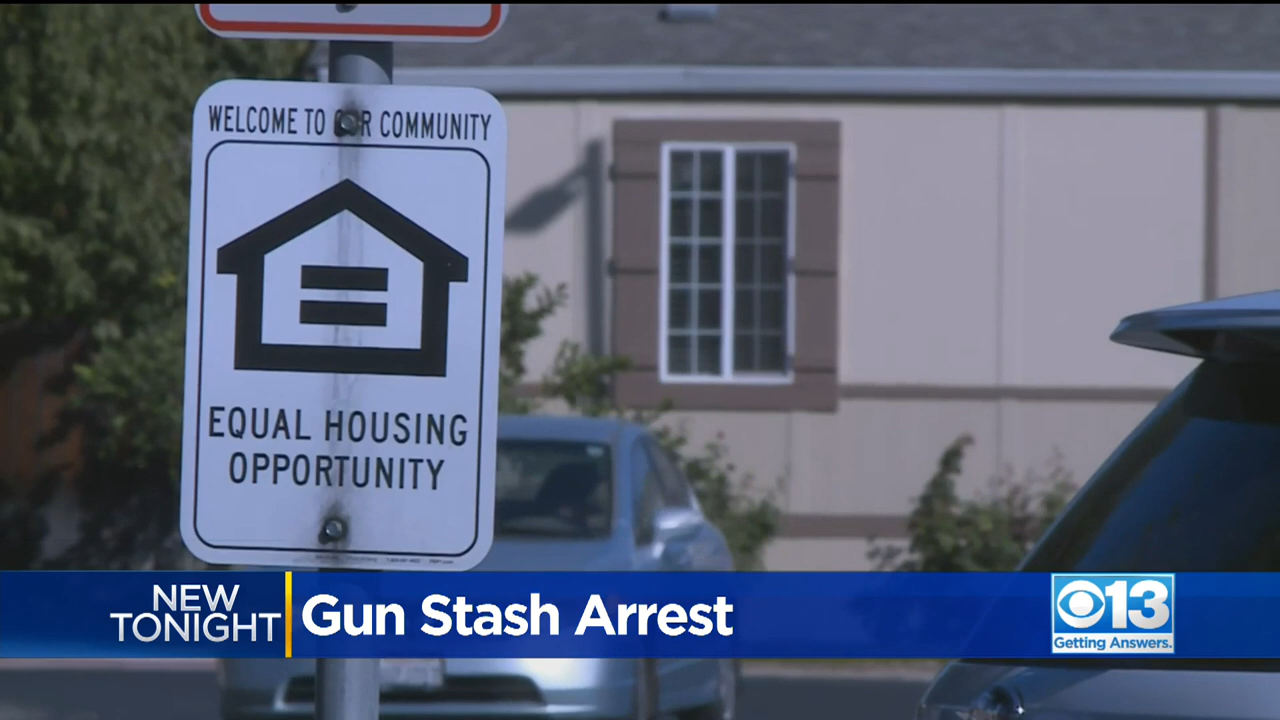 WELCOME TO OUR COMMUNITY
EQUAL HOUSING
OPPORTUNITY
NEW
TONIGHT
Gun Stash Arrest
13
Getting Answers.